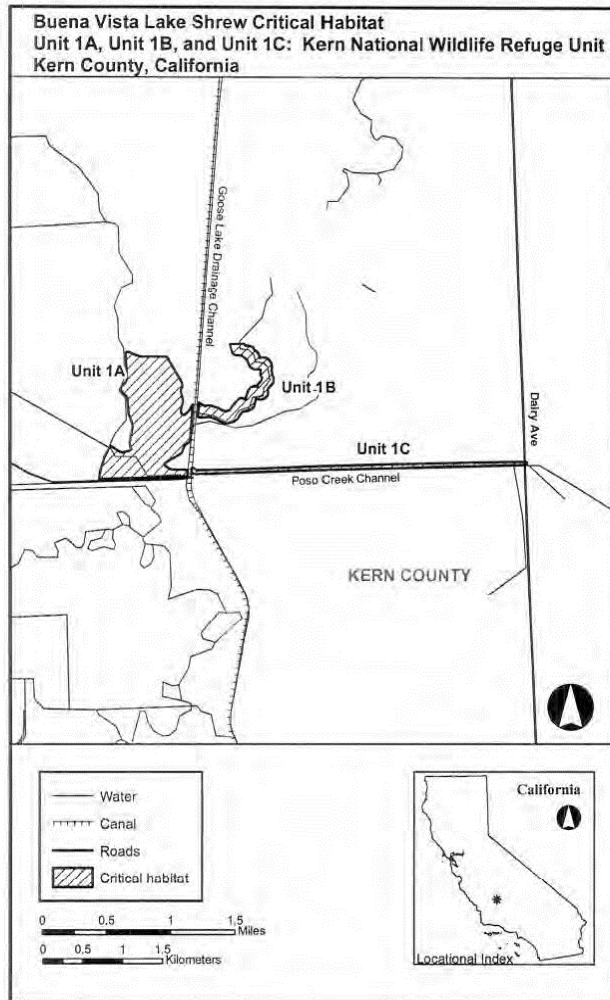 Buena Vista Lake Shrew Critical Habitat
Unit 1A, Unit 1B, and Unit 1C: Kern National Wildlife Refuge Unit
Kern County, California
Goose Lake Drainage Channel
Unit 1A
Unit 1B
Dairy Ave
Unit 1C
Poso Creek Channel
KERN COUNTY
Water
Canal
Roads
Critical habitat
0 0.5 1 1.5
Miles
0 0.5 1 1.5
Kilometers
California
Locational Index